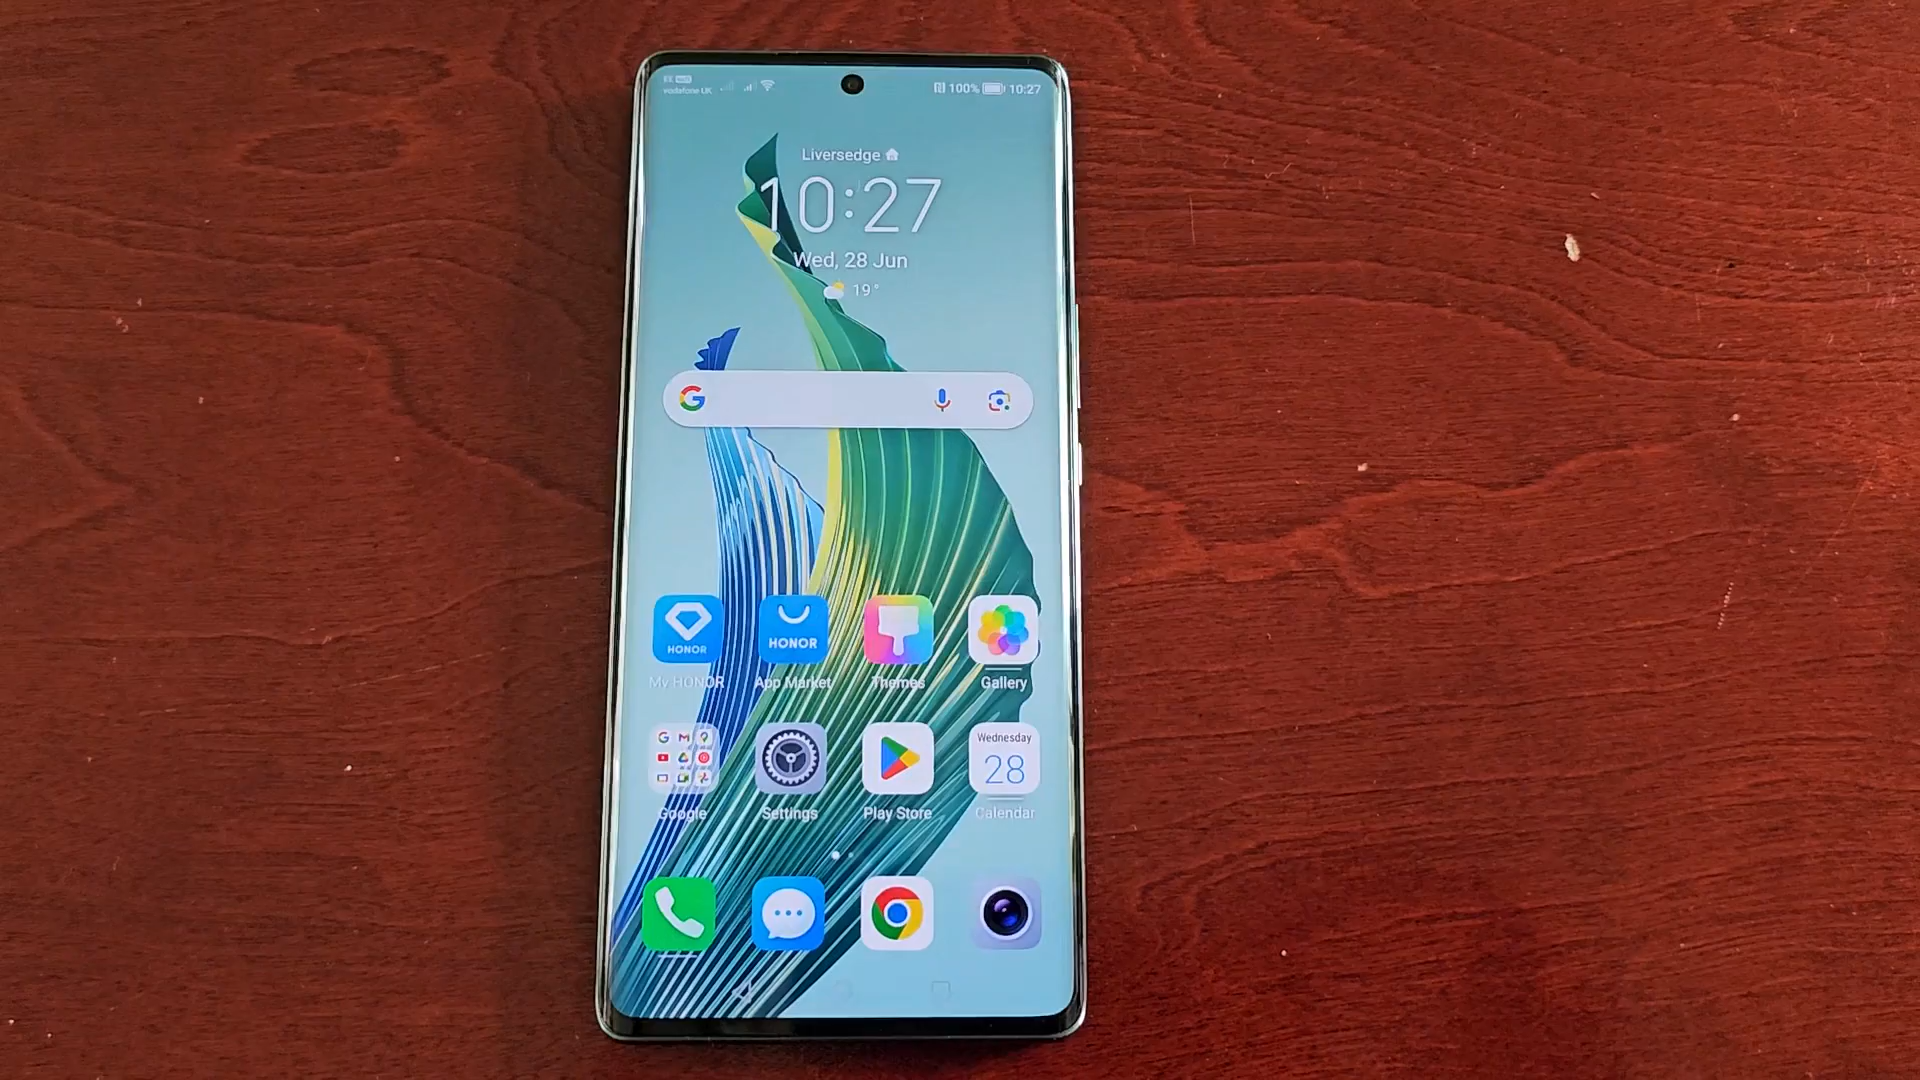 EE
vodafone UK
100% 10:27
Liversedge
10:27
Wed, 28 Jun
19°
HONOR
HONOR
My HONOR App Market Themes Gallery
Wednesday
28
Google Settings Play Store Calendar